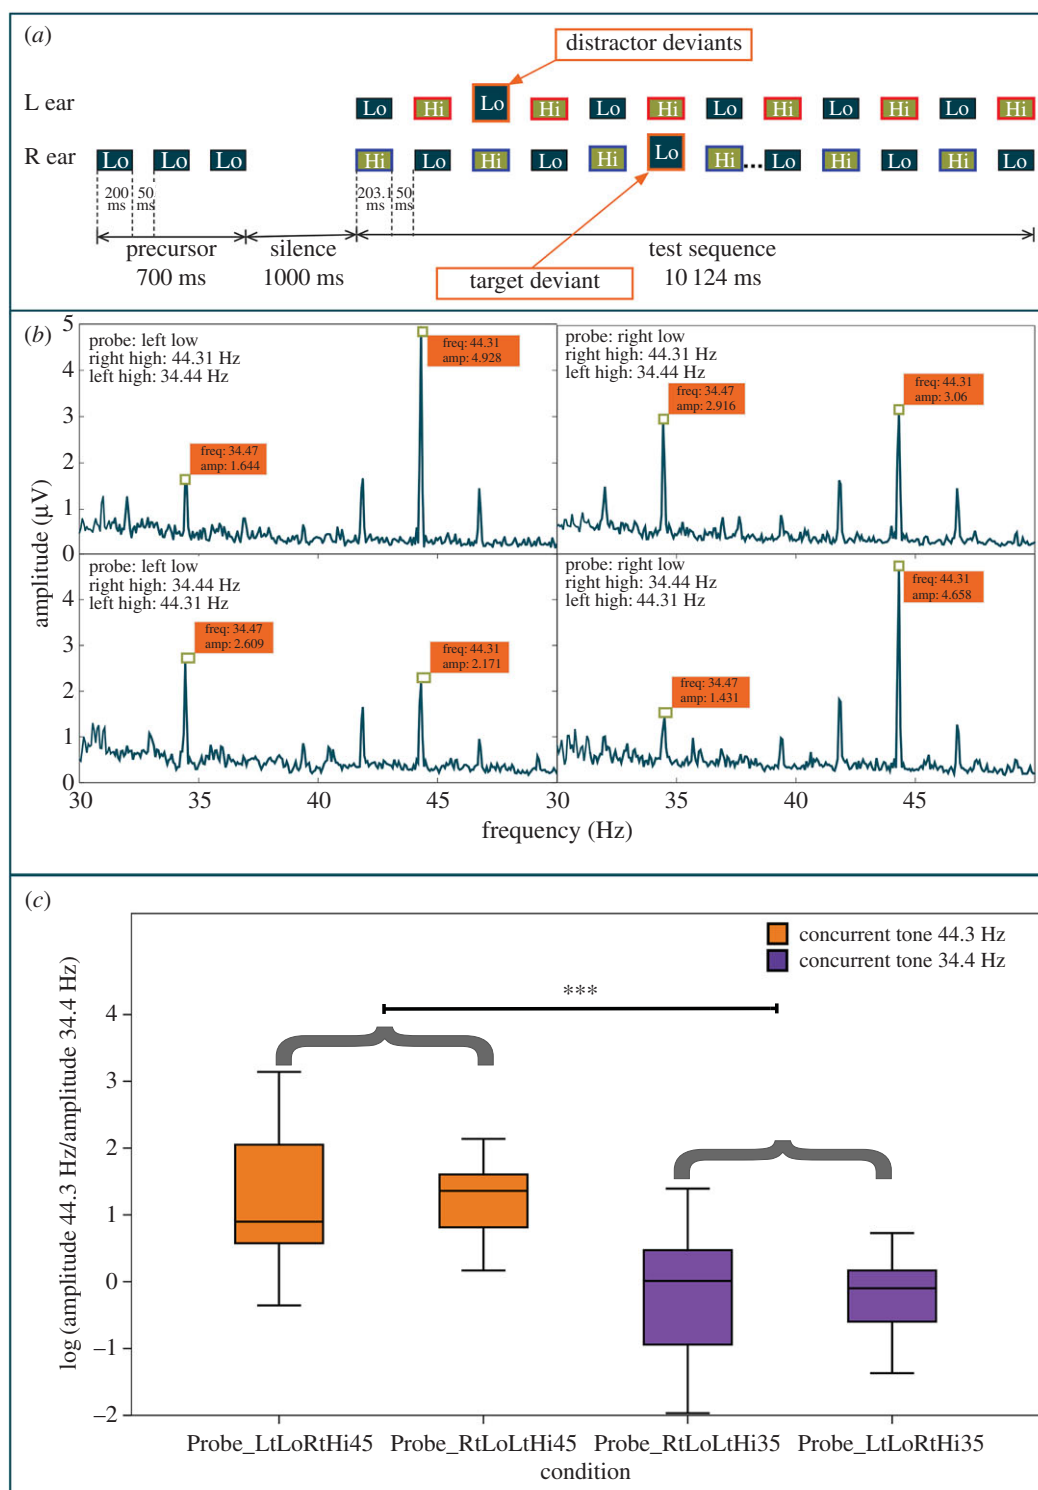 (a)
distractor deviants
L ear
Lo Hi Lo Hi Lo Hi Lo Hi Lo Hi Lo Hi
R ear
Lo Lo Lo Hi Lo Hi Lo Hi Lo Hi ... Lo Hi Lo Hi Lo
200 ms
50 ms
203.1 ms
50 ms
precursor
700 ms
silence
1000 ms
test sequence
10 124 ms
target deviant
(b)
amplitude (µV)
5
4
3
2
1
0
probe: left low
right high: 44.31 Hz
left high: 34.44 Hz
freq: 34.47
amp: 1.644
freq: 44.31
amp: 4.928
probe: right low
right high: 44.31 Hz
left high: 34.44 Hz
freq: 34.47
amp: 2.916
freq: 44.31
amp: 3.06
4
3
2
1
0
probe: left low
right high: 34.44 Hz
left high: 44.31 Hz
freq: 34.47
amp: 2.609
freq: 44.31
amp: 2.171
probe: right low
right high: 34.44 Hz
left high: 44.31 Hz
freq: 34.47
amp: 1.431
freq: 44.31
amp: 4.658
30 35 40 45 30 35 40 45
frequency (Hz)
(c)
concurrent tone 44.3 Hz
concurrent tone 34.4 Hz
***
log (amplitude 44.3 Hz/amplitude 34.4 Hz)
4
3
2
1
0
−1
−2
Probe_LtLoRtHi45 Probe_RtLoLtHi45 Probe_RtLoLtHi35 Probe_LtLoRtHi35
condition